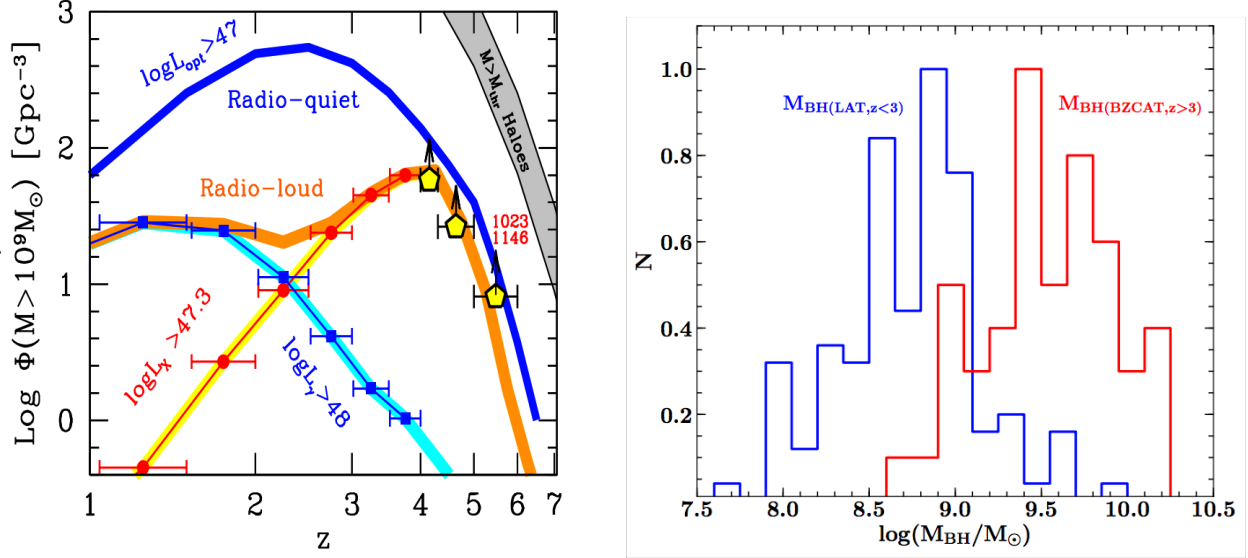 Log Φ(M>10⁹M☉) [Gpc⁻³]
3
2
1
0
logL_opt>47
Radio-quiet
M>M_thr Haloes
Radio-loud
1023
1146
logL_X >47.3
logL_γ>48
1 2 3 4 5 6 7
z
N
1.0
0.8
0.6
0.4
0.2
M_BH(LAT,z<3)
M_BH(BZCAT,z>3)
7.5 8.0 8.5 9.0 9.5 10.0 10.5
log(M_BH/M☉)